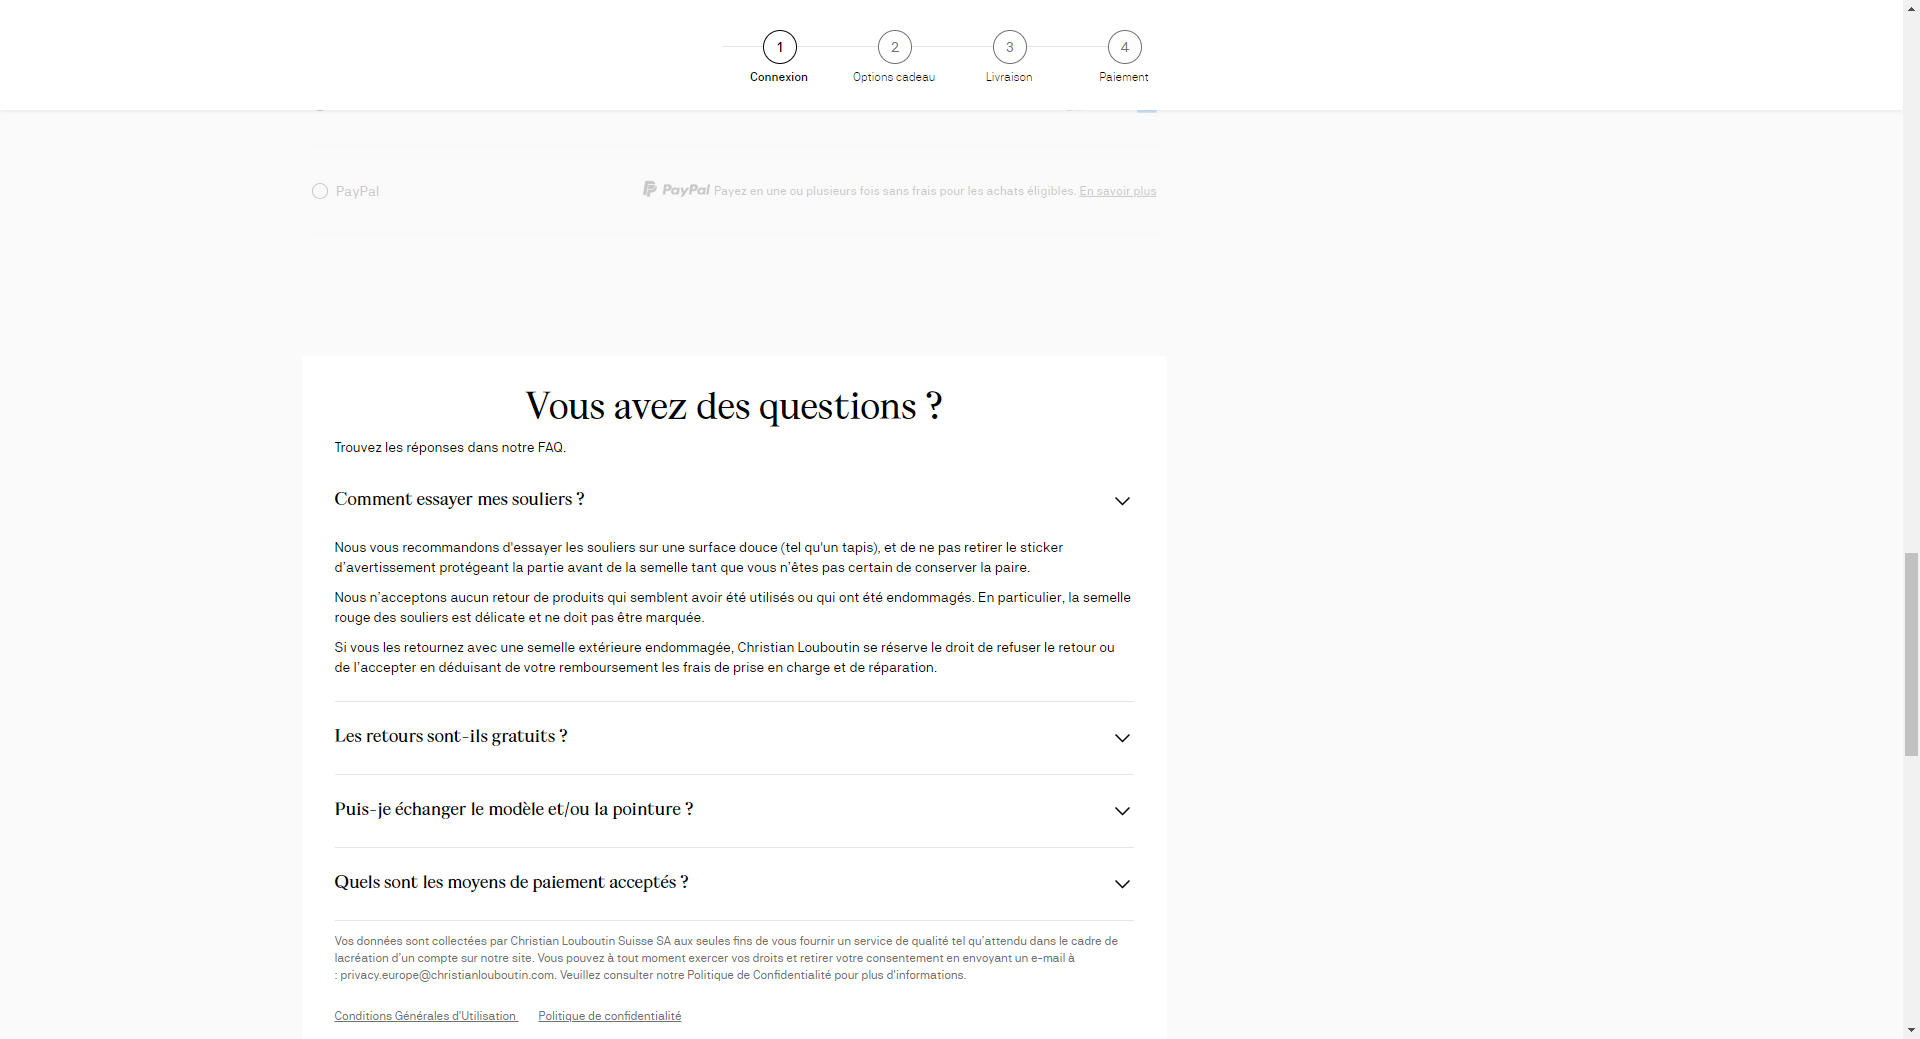 1
2
3
4
Connexion
Options cadeau
Livraison
Paiement
PayPal
PayPal Payez en une ou plusieurs fois sans frais pour les achats éligibles. En savoir plus
Vous avez des questions ?
Trouvez les réponses dans notre FAQ.
Comment essayer mes souliers ?
Nous vous recommandons d'essayer les souliers sur une surface douce (tel qu'un tapis), et de ne pas retirer le sticker
d’avertissement protégeant la partie avant de la semelle tant que vous n’êtes pas certain de conserver la paire.
Nous n’acceptons aucun retour de produits qui semblent avoir été utilisés ou qui ont été endommagés. En particulier, la semelle
rouge des souliers est délicate et ne doit pas être marquée.
Si vous les retournez avec une semelle extérieure endommagée, Christian Louboutin se réserve le droit de refuser le retour ou
de l’accepter en déduisant de votre remboursement les frais de prise en charge et de réparation.
Les retours sont-ils gratuits ?
Puis-je échanger le modèle et/ou la pointure ?
Quels sont les moyens de paiement acceptés ?
Vos données sont collectées par Christian Louboutin Suisse SA aux seules fins de vous fournir un service de qualité tel qu’attendu dans le cadre de
lacréation d’un compte sur notre site. Vous pouvez à tout moment exercer vos droits et retirer votre consentement en envoyant un e-mail à
: privacy.europe@christianlouboutin.com. Veuillez consulter notre Politique de Confidentialité pour plus d’informations.
Conditions Générales d'Utilisation
Politique de confidentialité